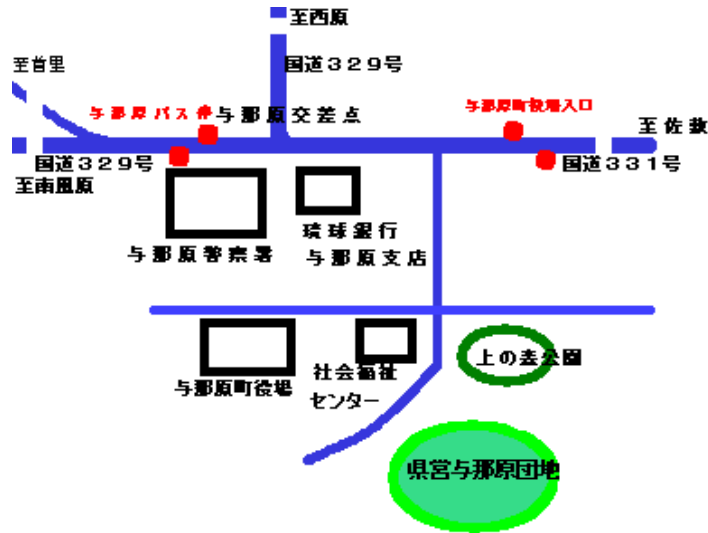 至西原
国道329号
至首里
与那原バス停
与那原交差点
与那原町役場入口
至佐敷
国道329号
国道331号
至南風原
琉球銀行
与那原支店
与那原警察署
上の森公園
社会福祉
センター
与那原町役場
県営与那原団地